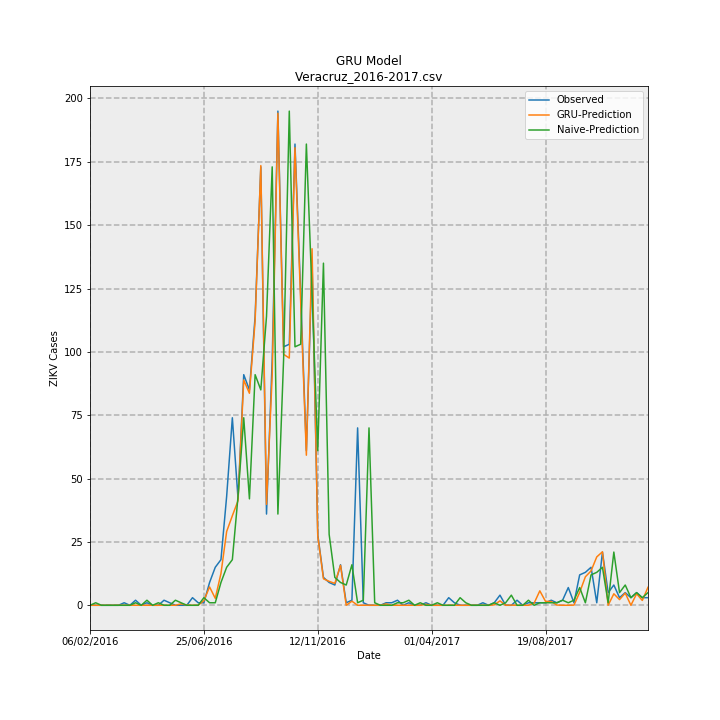 GRU Model
Veracruz_2016-2017.csv
Observed
GRU-Prediction
Naive-Prediction
200
175
150
125
100
75
50
25
0
ZIKV Cases
06/02/2016
25/06/2016
12/11/2016
01/04/2017
19/08/2017
Date